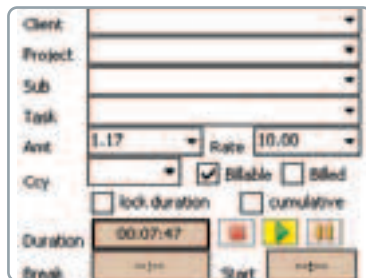 Client
Project
Sub
Task
Amt 1.17 Rate 10.00
Ccy Billable Billed
lock duration cumulative
Duration 00:07:47
Break --:-- Start --:--